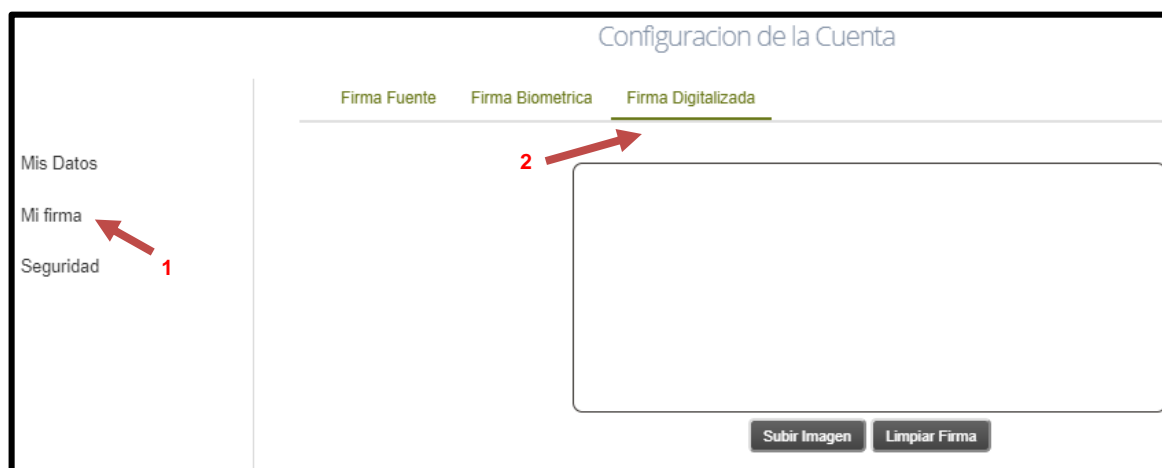 Configuracion de la Cuenta
Firma Fuente Firma Biometrica Firma Digitalizada
2
Mis Datos
Mi firma
Seguridad
1
Subir Imagen Limpiar Firma